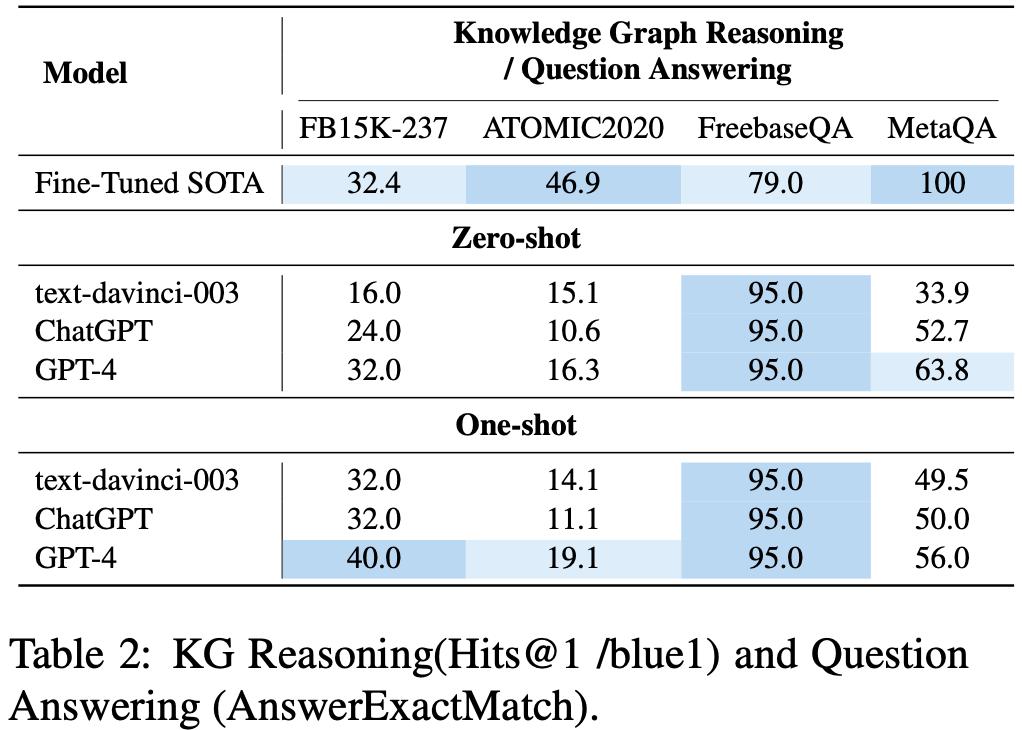 Model
Knowledge Graph Reasoning
/ Question Answering
FB15K-237 ATOMIC2020 FreebaseQA MetaQA
Fine-Tuned SOTA 32.4 46.9 79.0 100
Zero-shot
text-davinci-003 16.0 15.1 95.0 33.9
ChatGPT 24.0 10.6 95.0 52.7
GPT-4 32.0 16.3 95.0 63.8
One-shot
text-davinci-003 32.0 14.1 95.0 49.5
ChatGPT 32.0 11.1 95.0 50.0
GPT-4 40.0 19.1 95.0 56.0
Table 2: KG Reasoning(Hits@1 /blue1) and Question
Answering (AnswerExactMatch).